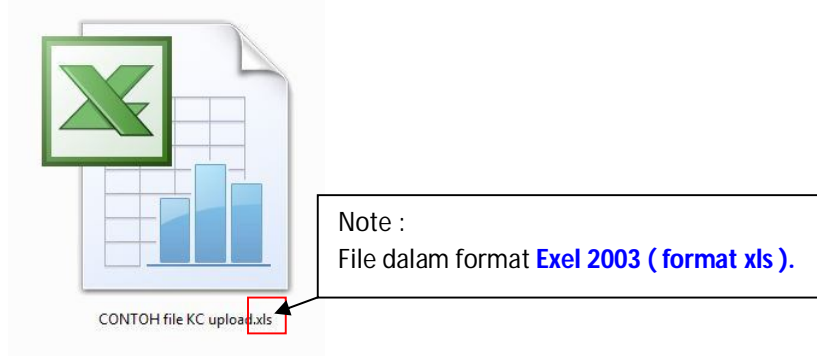 Note :
File dalam format Exel 2003 ( format xls ).
CONTOH file KC upload.xls